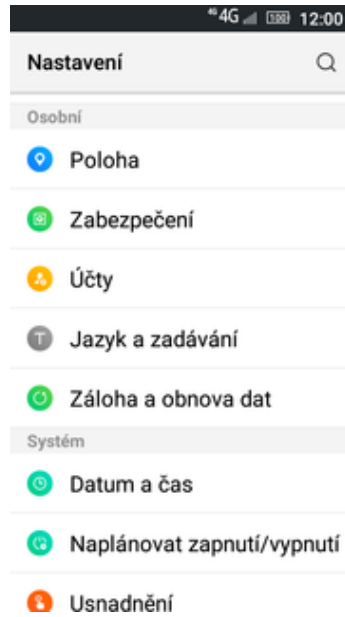 4G 4G 100 12:00
Nastavení
Osobní
Poloha
Zabezpečení
Účty
Jazyk a zadávání
Záloha a obnova dat
Systém
Datum a čas
Naplánovat zapnutí/vypnutí
Usnadnění